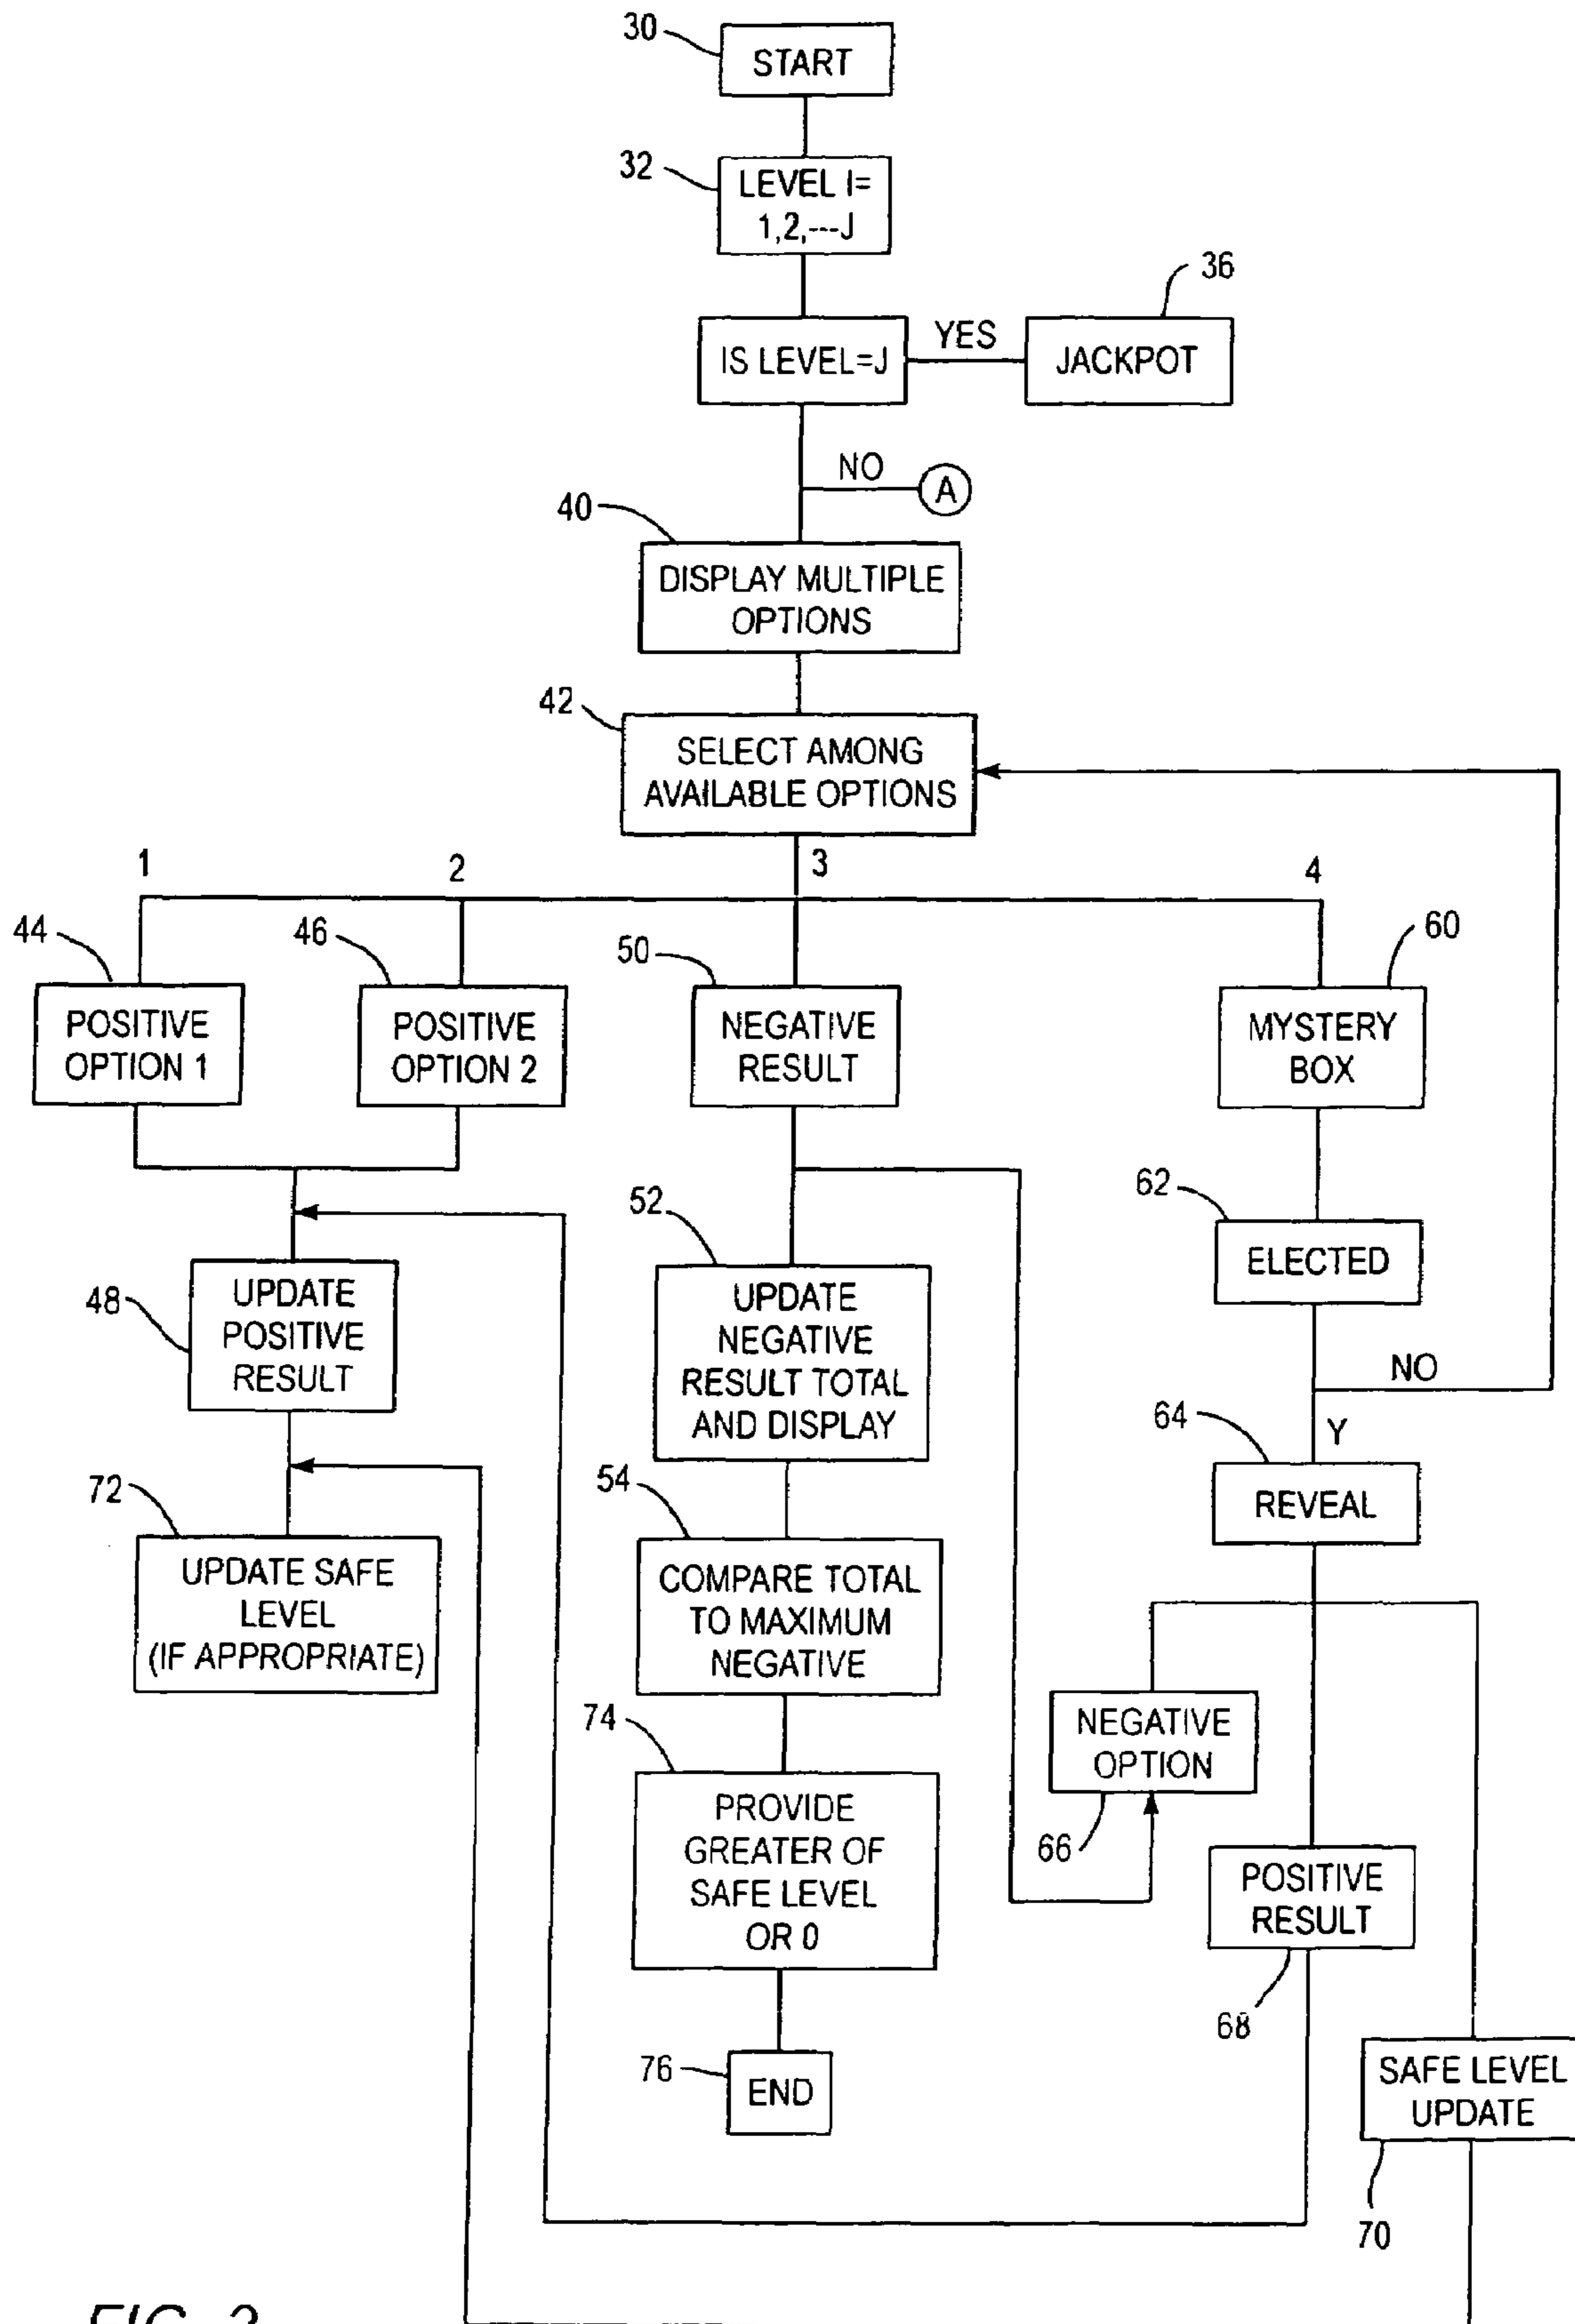 30
START
32
LEVEL I=
1,2,---J
36
IS LEVEL=J
YES
JACKPOT
NO
A
40
DISPLAY MULTIPLE
OPTIONS
42
SELECT AMONG
AVAILABLE OPTIONS
1
2
3
4
44
46
50
60
POSITIVE
OPTION 1
POSITIVE
OPTION 2
NEGATIVE
RESULT
MYSTERY
BOX
62
ELECTED
52
UPDATE
NEGATIVE
RESULT TOTAL
AND DISPLAY
48
UPDATE
POSITIVE
RESULT
NO
Y
64
REVEAL
72
UPDATE SAFE
LEVEL
(IF APPROPRIATE)
54
COMPARE TOTAL
TO MAXIMUM
NEGATIVE
74
PROVIDE
GREATER OF
SAFE LEVEL
OR 0
NEGATIVE
OPTION
66
POSITIVE
RESULT
68
76
END
SAFE LEVEL
UPDATE
70